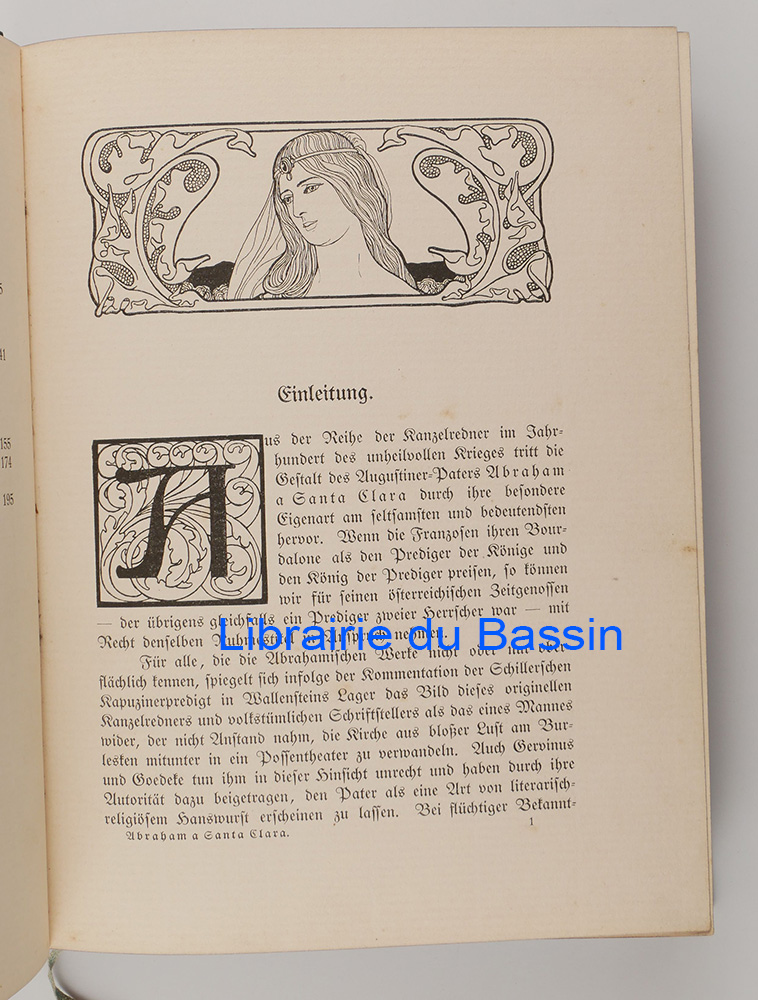 5
41
155
174
195
Einleitung.
Aus der Reihe der Kanzelredner im Jahr-
hundert des unheilvollen Krieges tritt die
Gestalt des Augustiner-Paters Abraham
a Santa Clara durch ihre besondere
Eigenart am seltsamsten und bedeutendsten
hervor. Wenn die Franzosen ihren Bour-
dalone als den Prediger der Könige und
den König der Prediger preisen, so können
wir für seinen österreichischen Zeitgenossen
— der übrigens gleichfalls ein Prediger zweier Herrscher war — mit
Recht denselben Ruhmestitel in Anspruch nehmen.
Librairie du Bassin
Für alle, die die Abrahamischen Werke nicht oder nur ober-
flächlich kennen, spiegelt sich infolge der Kommentation der Schillerschen
Kapuzinerpredigt in Wallensteins Lager das Bild dieses originellen
Kanzelredners und volkstümlichen Schriftstellers als das eines Mannes
wider, der nicht Anstand nahm, die Kirche aus bloßer Lust am Bur-
lesken mitunter in ein Possentheater zu verwandeln. Auch Gervinus
und Goedeke tun ihm in dieser Hinsicht unrecht und haben durch ihre
Autorität dazu beigetragen, den Pater als eine Art von literarisch-
religiösem Hanswurst erscheinen zu lassen. Bei flüchtiger Bekannt-
Abraham a Santa Clara.
1